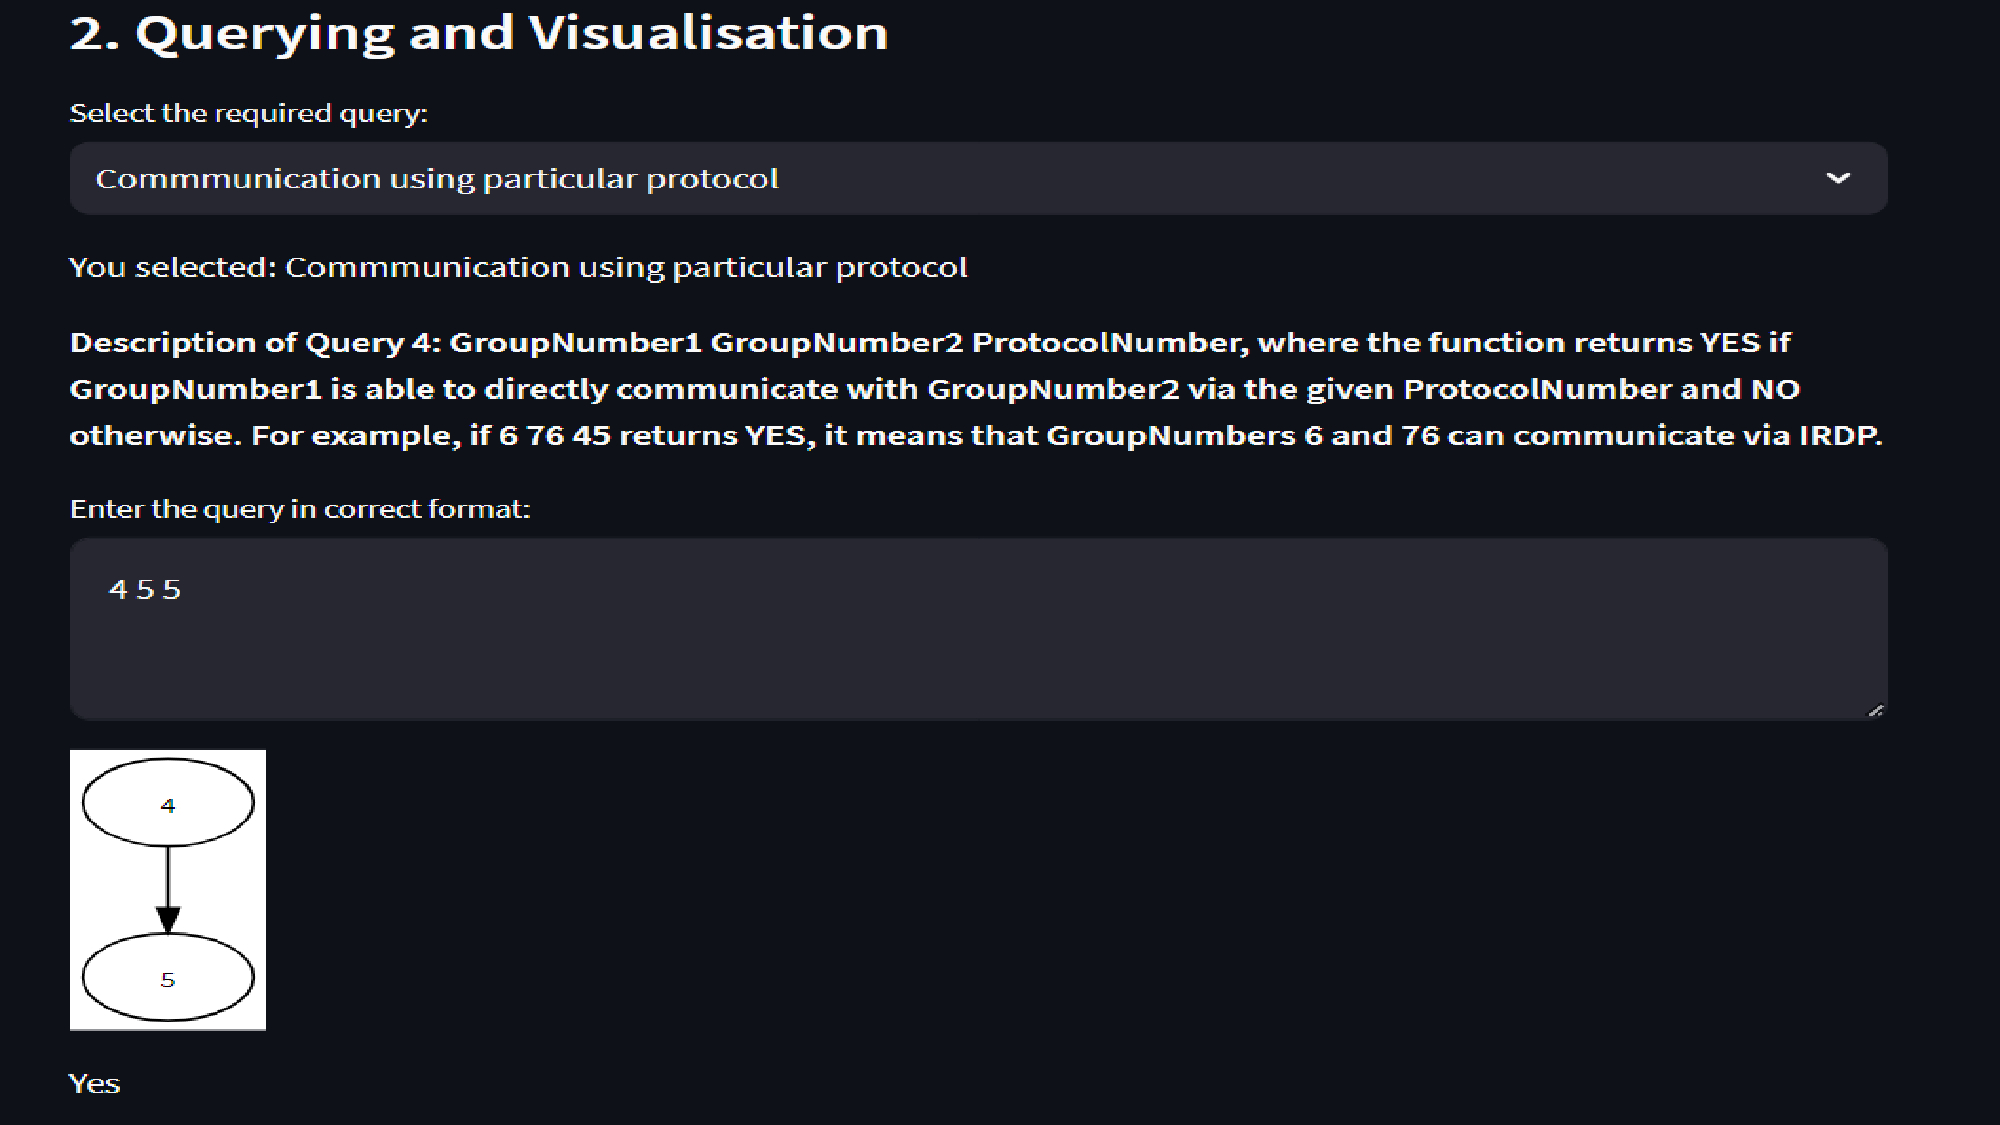 2. Querying and Visualisation
Select the required query:
Commmunication using particular protocol
You selected: Commmunication using particular protocol
Description of Query 4: GroupNumber1 GroupNumber2 ProtocolNumber, where the function returns YES if
GroupNumber1 is able to directly communicate with GroupNumber2 via the given ProtocolNumber and NO
otherwise. For example, if 6 76 45 returns YES, it means that GroupNumbers 6 and 76 can communicate via IRDP.
Enter the query in correct format:
4 5 5
4
5
Yes